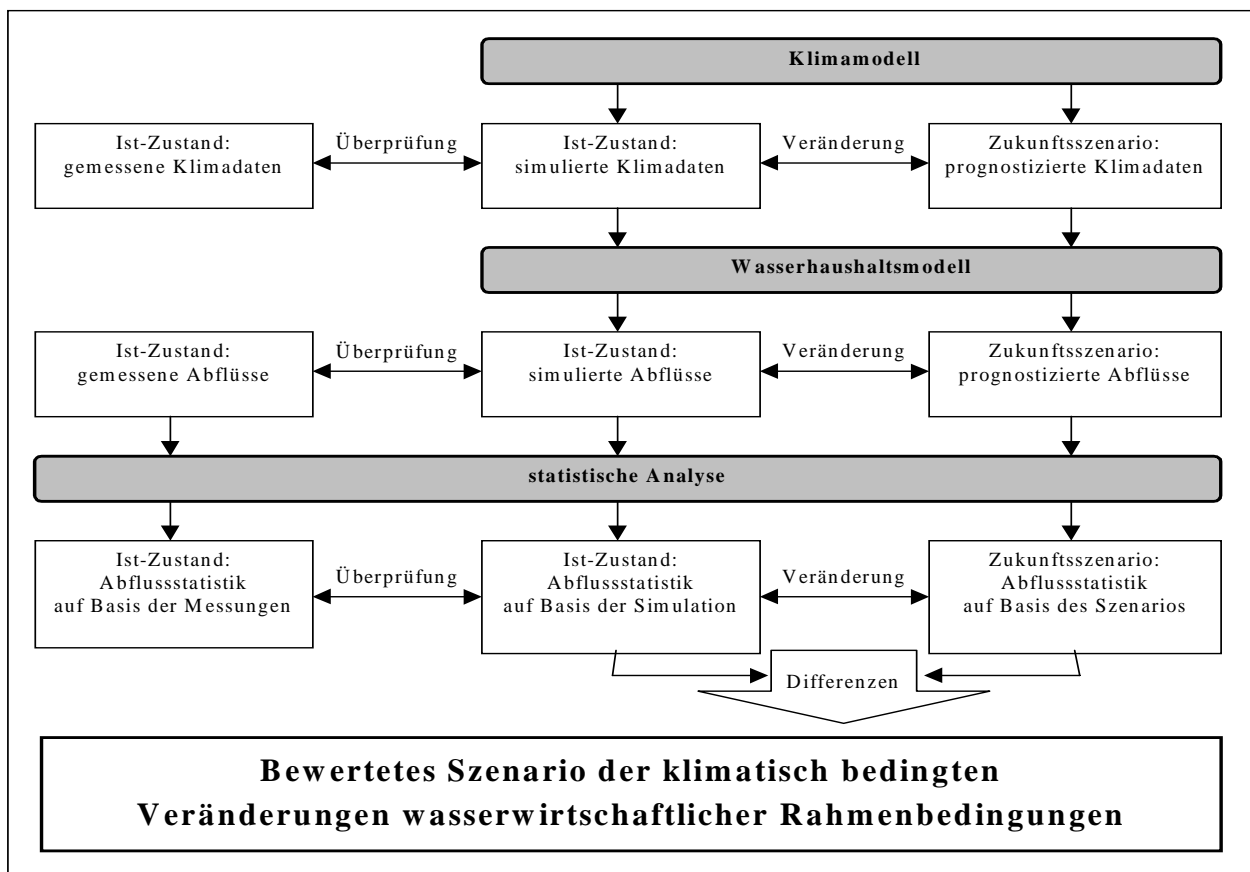 Klimamodell
Ist-Zustand:
gemessene Klimadaten
Überprüfung
Ist-Zustand:
simulierte Klimadaten
Veränderung
Zukunftsszenario:
prognostizierte Klimadaten
Wasserhaushaltsmodell
Ist-Zustand:
gemessene Abflüsse
Überprüfung
Ist-Zustand:
simulierte Abflüsse
Veränderung
Zukunftsszenario:
prognostizierte Abflüsse
statistische Analyse
Ist-Zustand:
Abflussstatistik
auf Basis der Messungen
Überprüfung
Ist-Zustand:
Abflussstatistik
auf Basis der Simulation
Veränderung
Zukunftsszenario:
Abflussstatistik
auf Basis des Szenarios
Differenzen
Bewertetes Szenario der klimatisch bedingten
Veränderungen wasserwirtschaftlicher Rahmenbedingungen